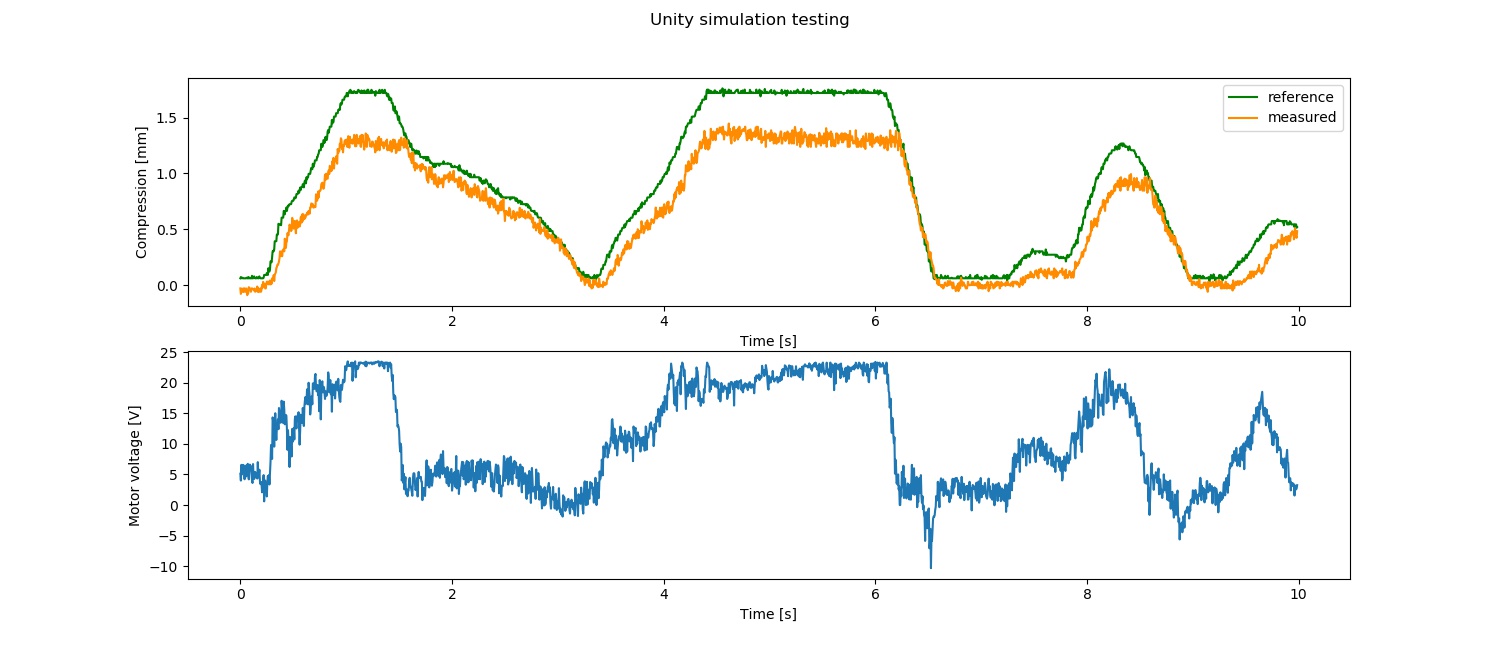 Unity simulation testing
reference
measured
Compression [mm]
1.5
1.0
0.5
0.0
0 2 4 6 8 10
Time [s]
Motor voltage [V]
25
20
15
10
5
0
−5
−10
0 2 4 6 8 10
Time [s]